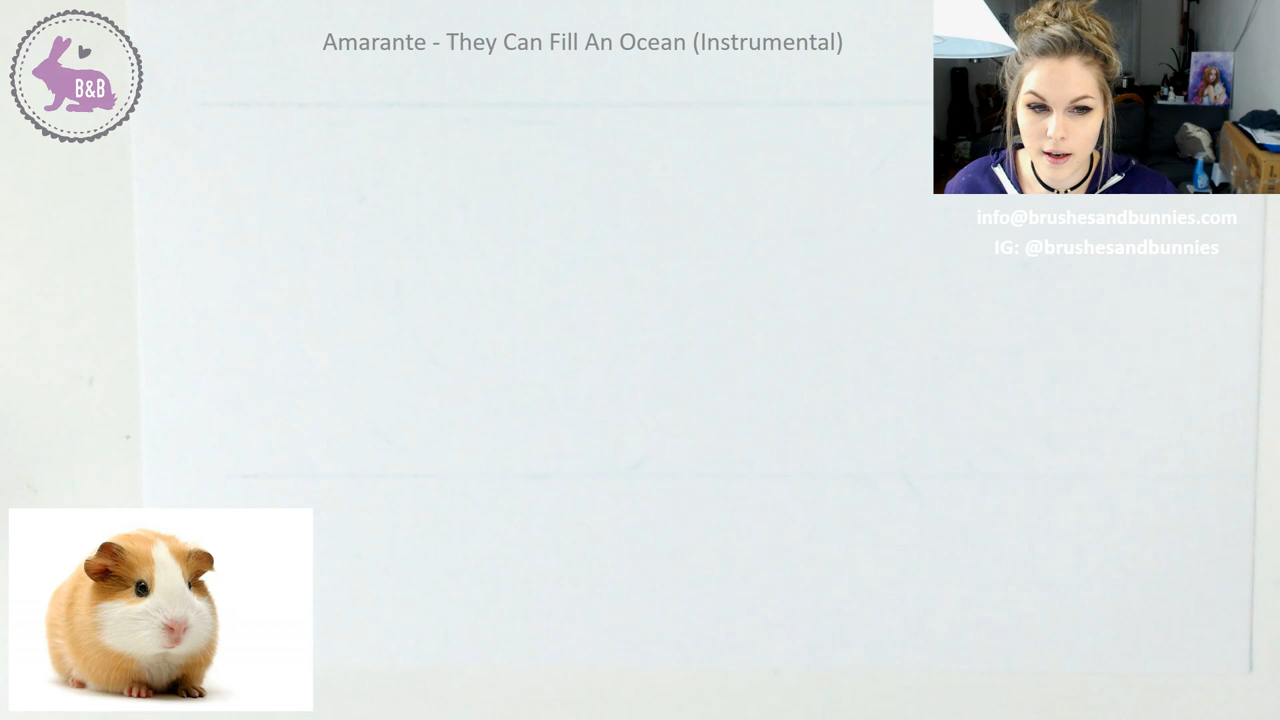 B&B
Amarante - They Can Fill An Ocean (Instrumental)
info@brushesandbunnies.com
IG: @brushesandbunnies